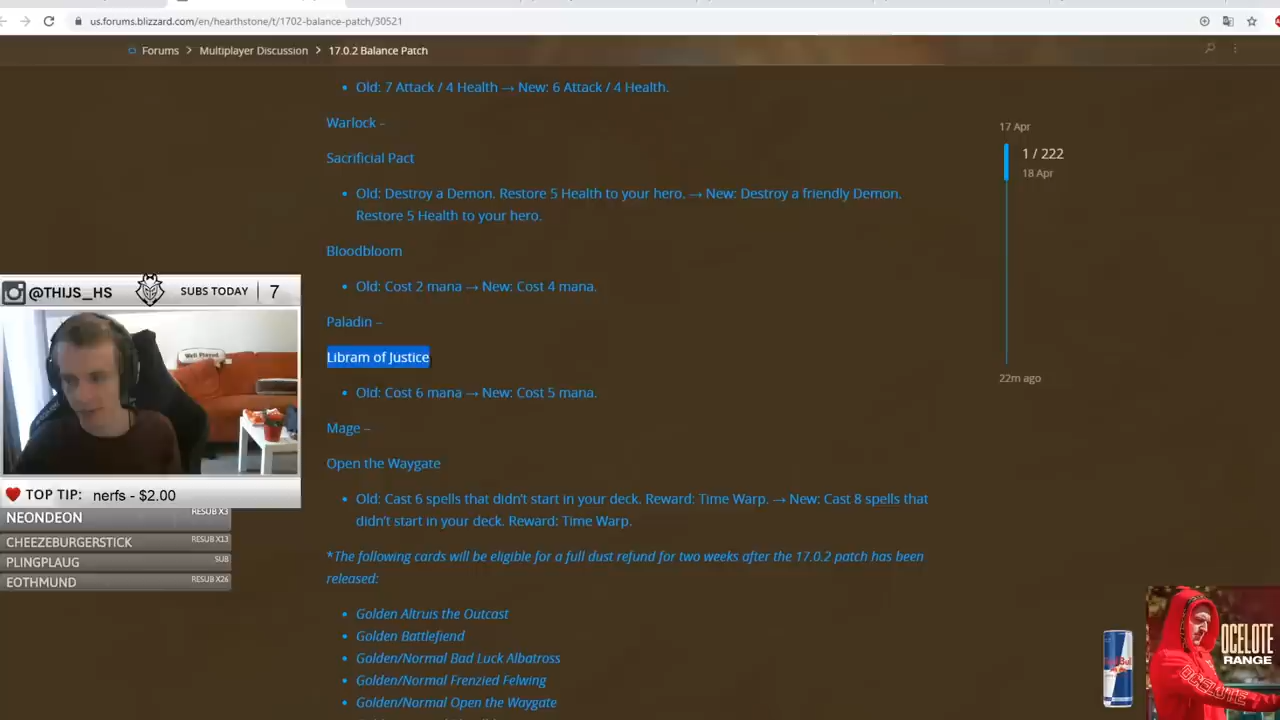 us.forums.blizzard.com/en/hearthstone/t/1702-balance-patch/30521
Forums > Multiplayer Discussion > 17.0.2 Balance Patch
• Old: 7 Attack / 4 Health → New: 6 Attack / 4 Health.
Warlock –
Sacrificial Pact
• Old: Destroy a Demon. Restore 5 Health to your hero. → New: Destroy a friendly Demon.
Restore 5 Health to your hero.
Bloodbloom
• Old: Cost 2 mana → New: Cost 4 mana.
Paladin –
Libram of Justice
• Old: Cost 6 mana → New: Cost 5 mana.
Mage –
Open the Waygate
• Old: Cast 6 spells that didn't start in your deck. Reward: Time Warp. → New: Cast 8 spells that
didn't start in your deck. Reward: Time Warp.
*The following cards will be eligible for a full dust refund for two weeks after the 17.0.2 patch has been
released:
• Golden Altruis the Outcast
• Golden Battlefiend
• Golden/Normal Bad Luck Albatross
• Golden/Normal Frenzied Felwing
• Golden/Normal Open the Waygate
17 Apr
1 / 222
18 Apr
22m ago
@THIJS_HS SUBS TODAY 7
Well Played
TOP TIP: nerfs - $2.00
NEONDEON RESUB X3
CHEEZEBURGERSTICK RESUB X13
PLINGPLAUG SUB
EOTHMUND RESUB X26
OCELOTE
RANGE
OCELOTE